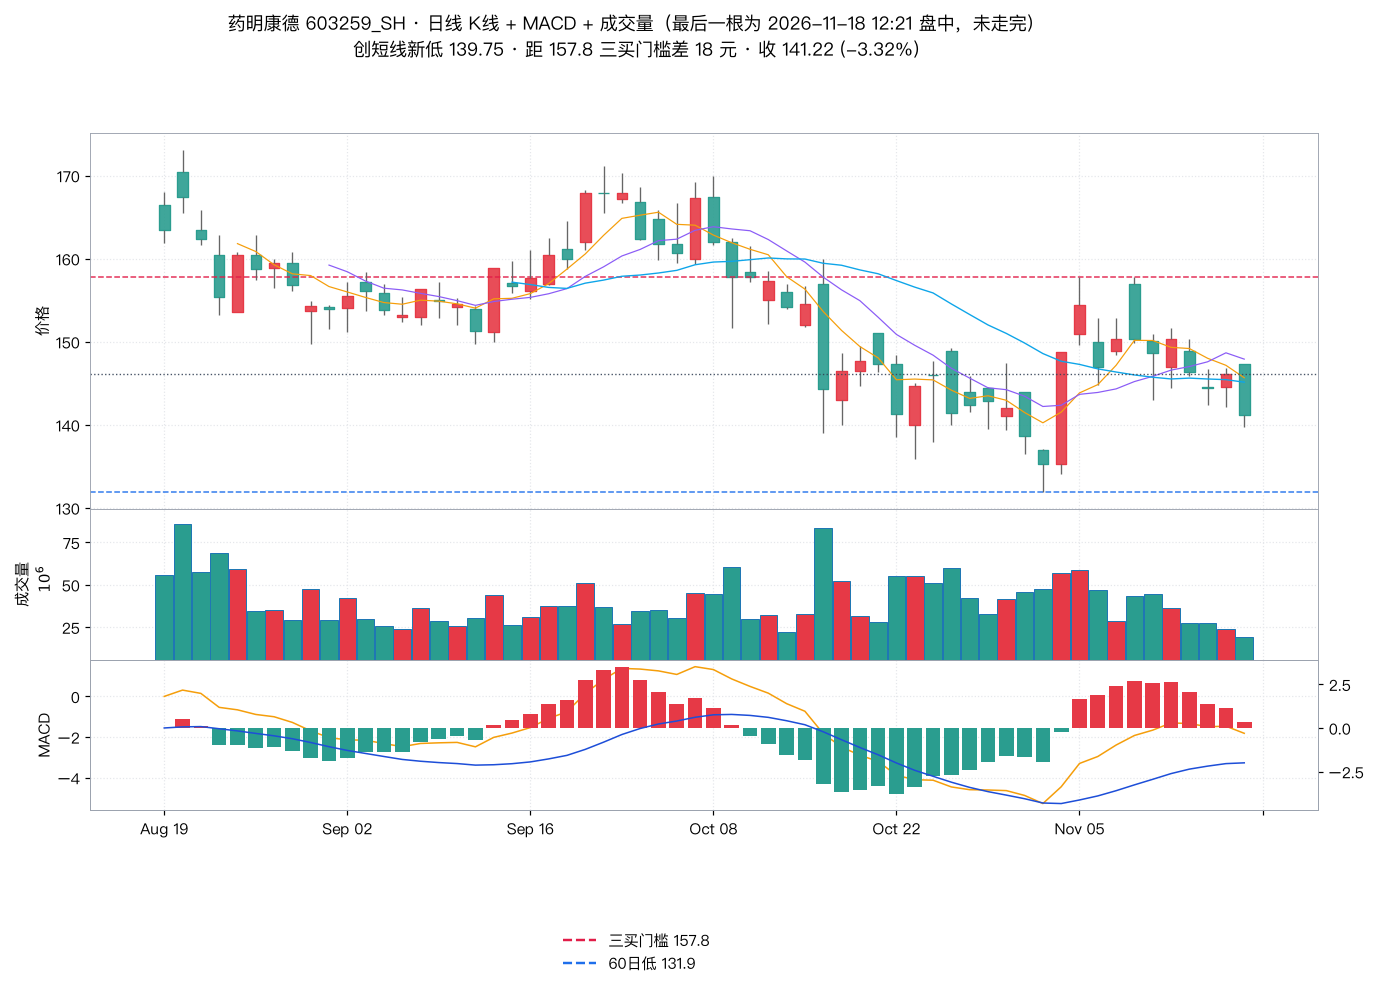 药明康德 603259_SH · 日线 K线 + MACD + 成交量（最后一根为 2026−11−18 12:21 盘中，未走完）
创短线新低 139.75 · 距 157.8 三买门槛差 18 元 · 收 141.22 (−3.32%)
170
160
150
140
130
价格
75
50
25
成交量
10⁶
0
−2
−4
MACD
2.5
0.0
−2.5
Aug 19
Sep 02
Sep 16
Oct 08
Oct 22
Nov 05
三买门槛 157.8
60日低 131.9